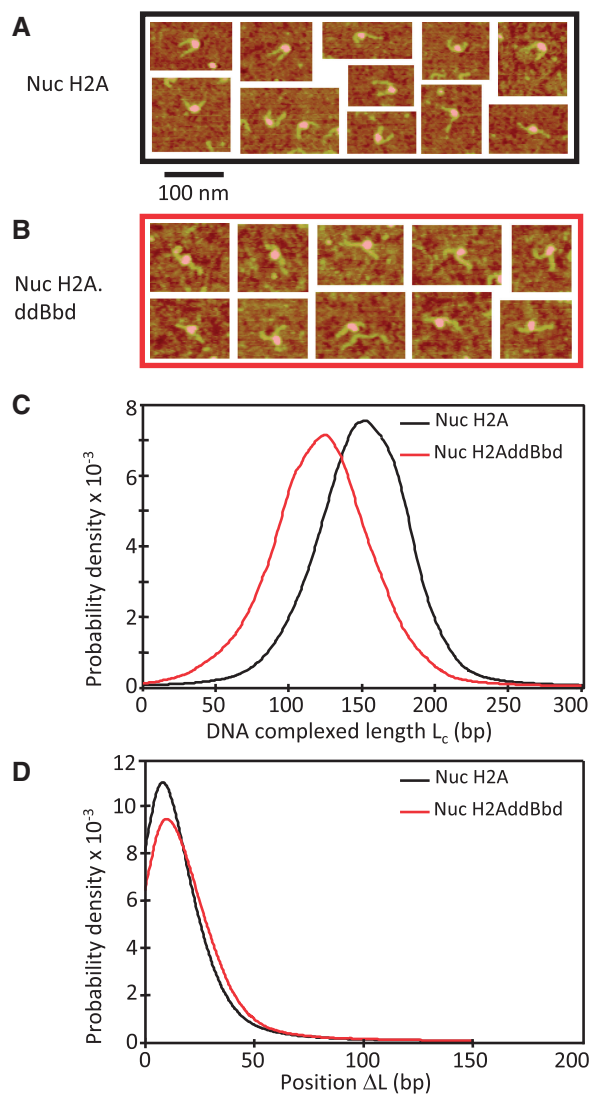 A
Nuc H2A
100 nm
B
Nuc H2A.
ddBbd
C
8
6
4
2
0
Probability density x 10-3
Nuc H2A
Nuc H2AddBbd
0 50 100 150 200 250 300
DNA complexed length Lc (bp)
D
12
10
8
6
4
2
0
Probability density x 10-3
Nuc H2A
Nuc H2AddBbd
0 50 100 150 200
Position ΔL (bp)